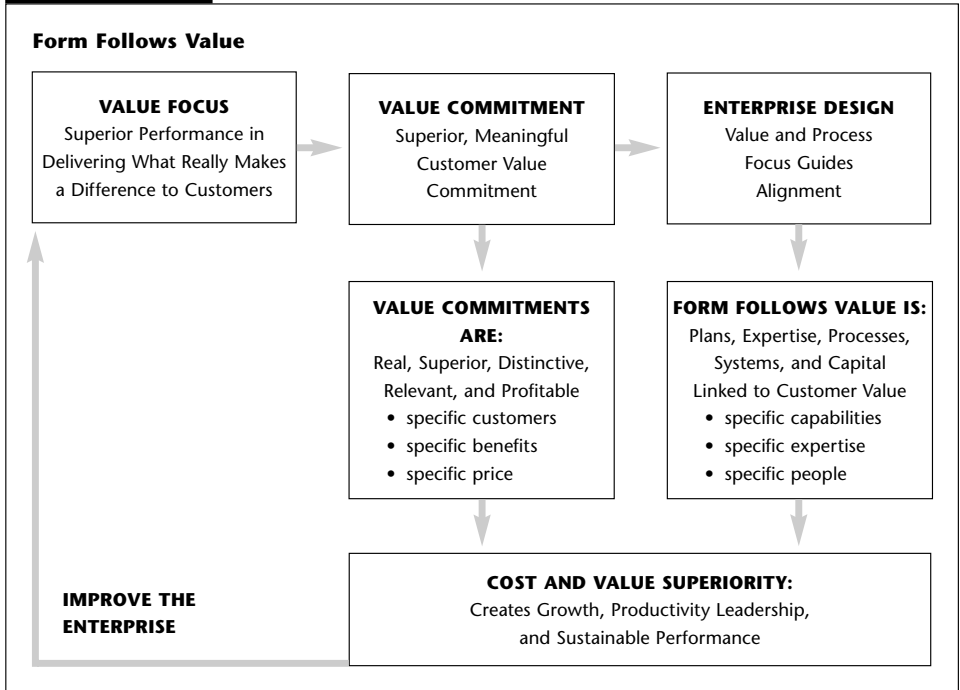 Form Follows Value
VALUE FOCUS
Superior Performance in
Delivering What Really Makes
a Difference to Customers
VALUE COMMITMENT
Superior, Meaningful
Customer Value
Commitment
ENTERPRISE DESIGN
Value and Process
Focus Guides
Alignment
VALUE COMMITMENTS
ARE:
Real, Superior, Distinctive,
Relevant, and Profitable
• specific customers
• specific benefits
• specific price
FORM FOLLOWS VALUE IS:
Plans, Expertise, Processes,
Systems, and Capital
Linked to Customer Value
• specific capabilities
• specific expertise
• specific people
COST AND VALUE SUPERIORITY:
Creates Growth, Productivity Leadership,
and Sustainable Performance
IMPROVE THE
ENTERPRISE